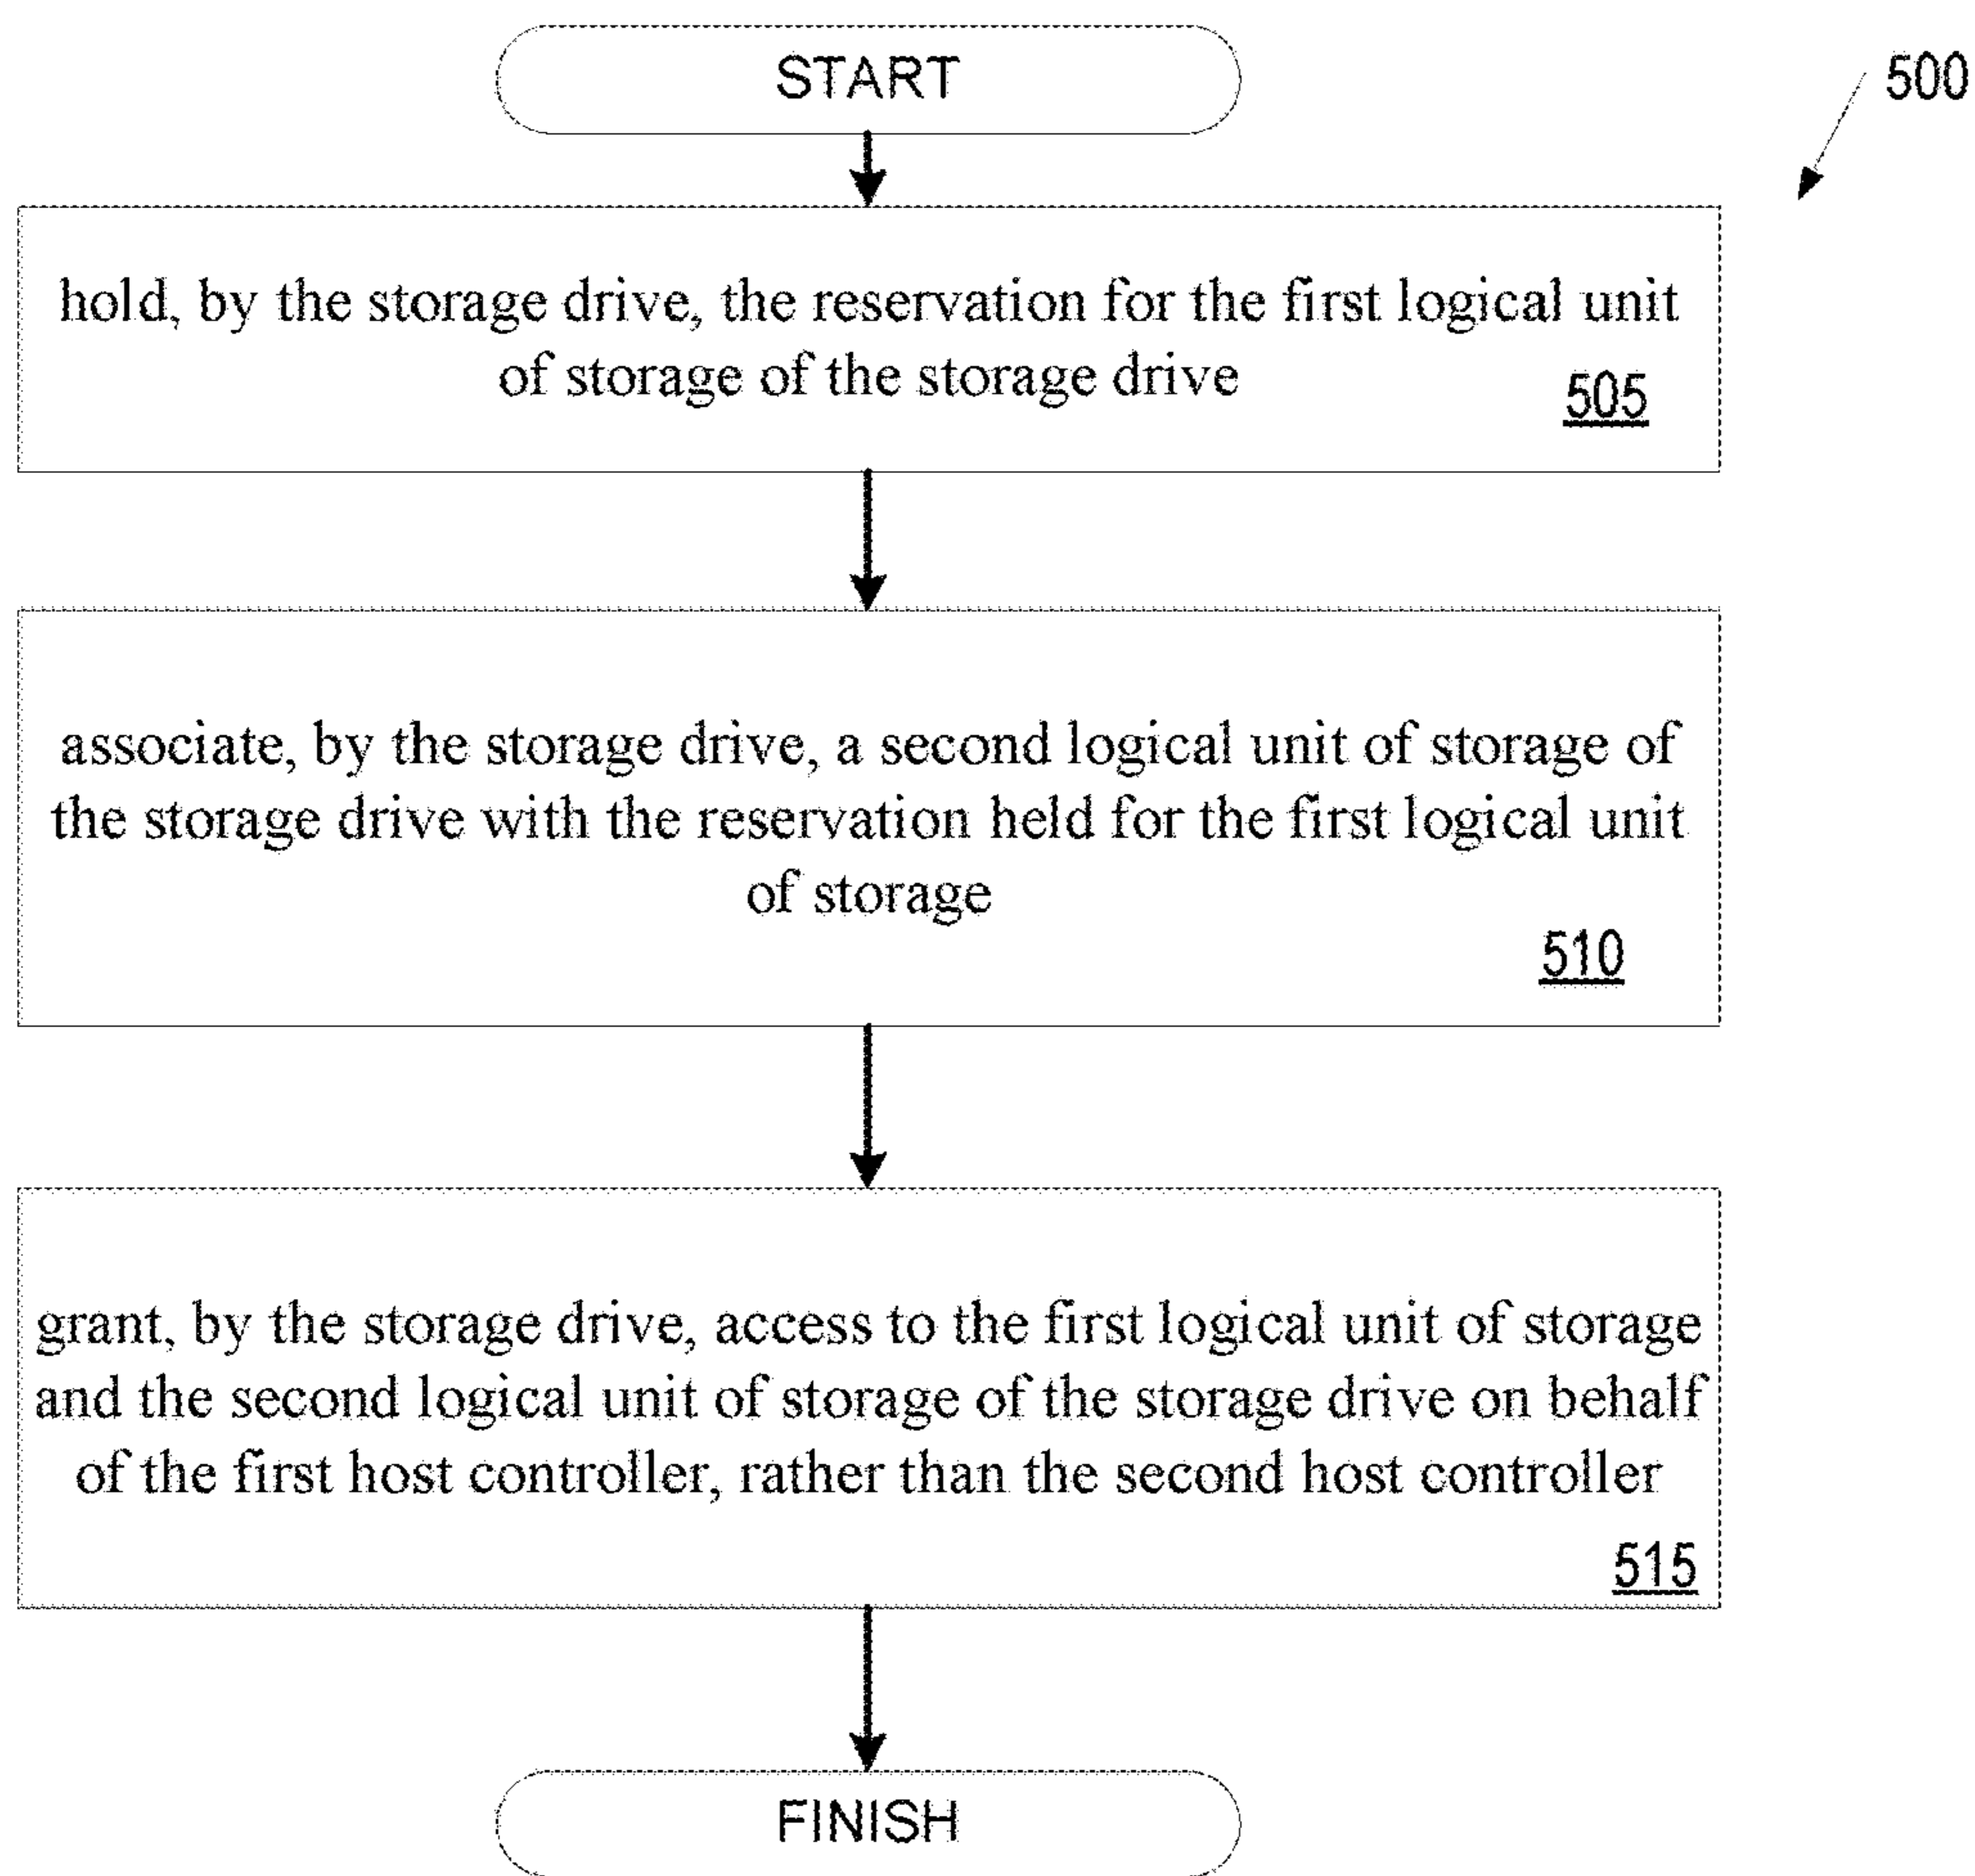 START
500
hold, by the storage drive, the reservation for the first logical unit
of storage of the storage drive
505
associate, by the storage drive, a second logical unit of storage of
the storage drive with the reservation held for the first logical unit
of storage
510
grant, by the storage drive, access to the first logical unit of storage
and the second logical unit of storage of the storage drive on behalf
of the first host controller, rather than the second host controller
515
FINISH